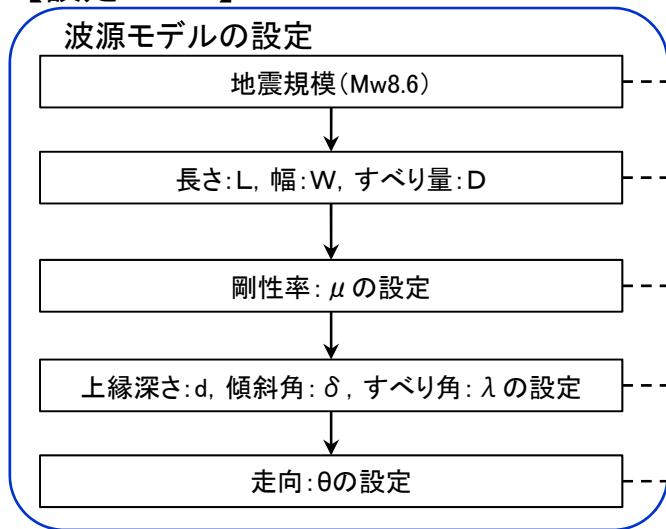 波源モデルの設定
地震規模(Mw8.6)
長さ:L, 幅:W, すべり量:D
剛性率: μの設定
上縁深さ:d, 傾斜角:δ, すべり角:λの設定
走向:θの設定